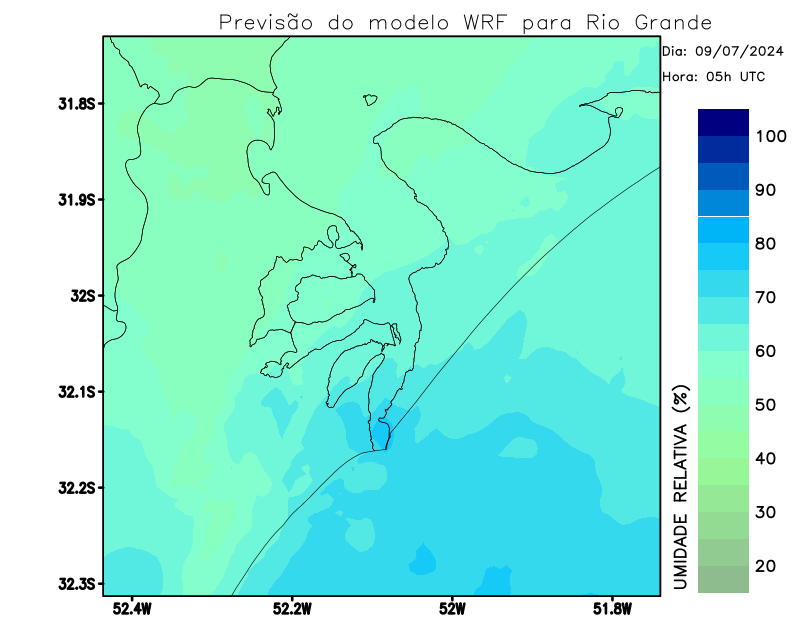 Previsão do modelo WRF para Rio Grande
Dia: 09/07/2024
Hora: 05h UTC
31.8S
31.9S
32S
32.1S
32.2S
32.3S
52.4W
52.2W
52W
51.8W
100
90
80
70
60
50
40
30
20
UMIDADE RELATIVA (%)